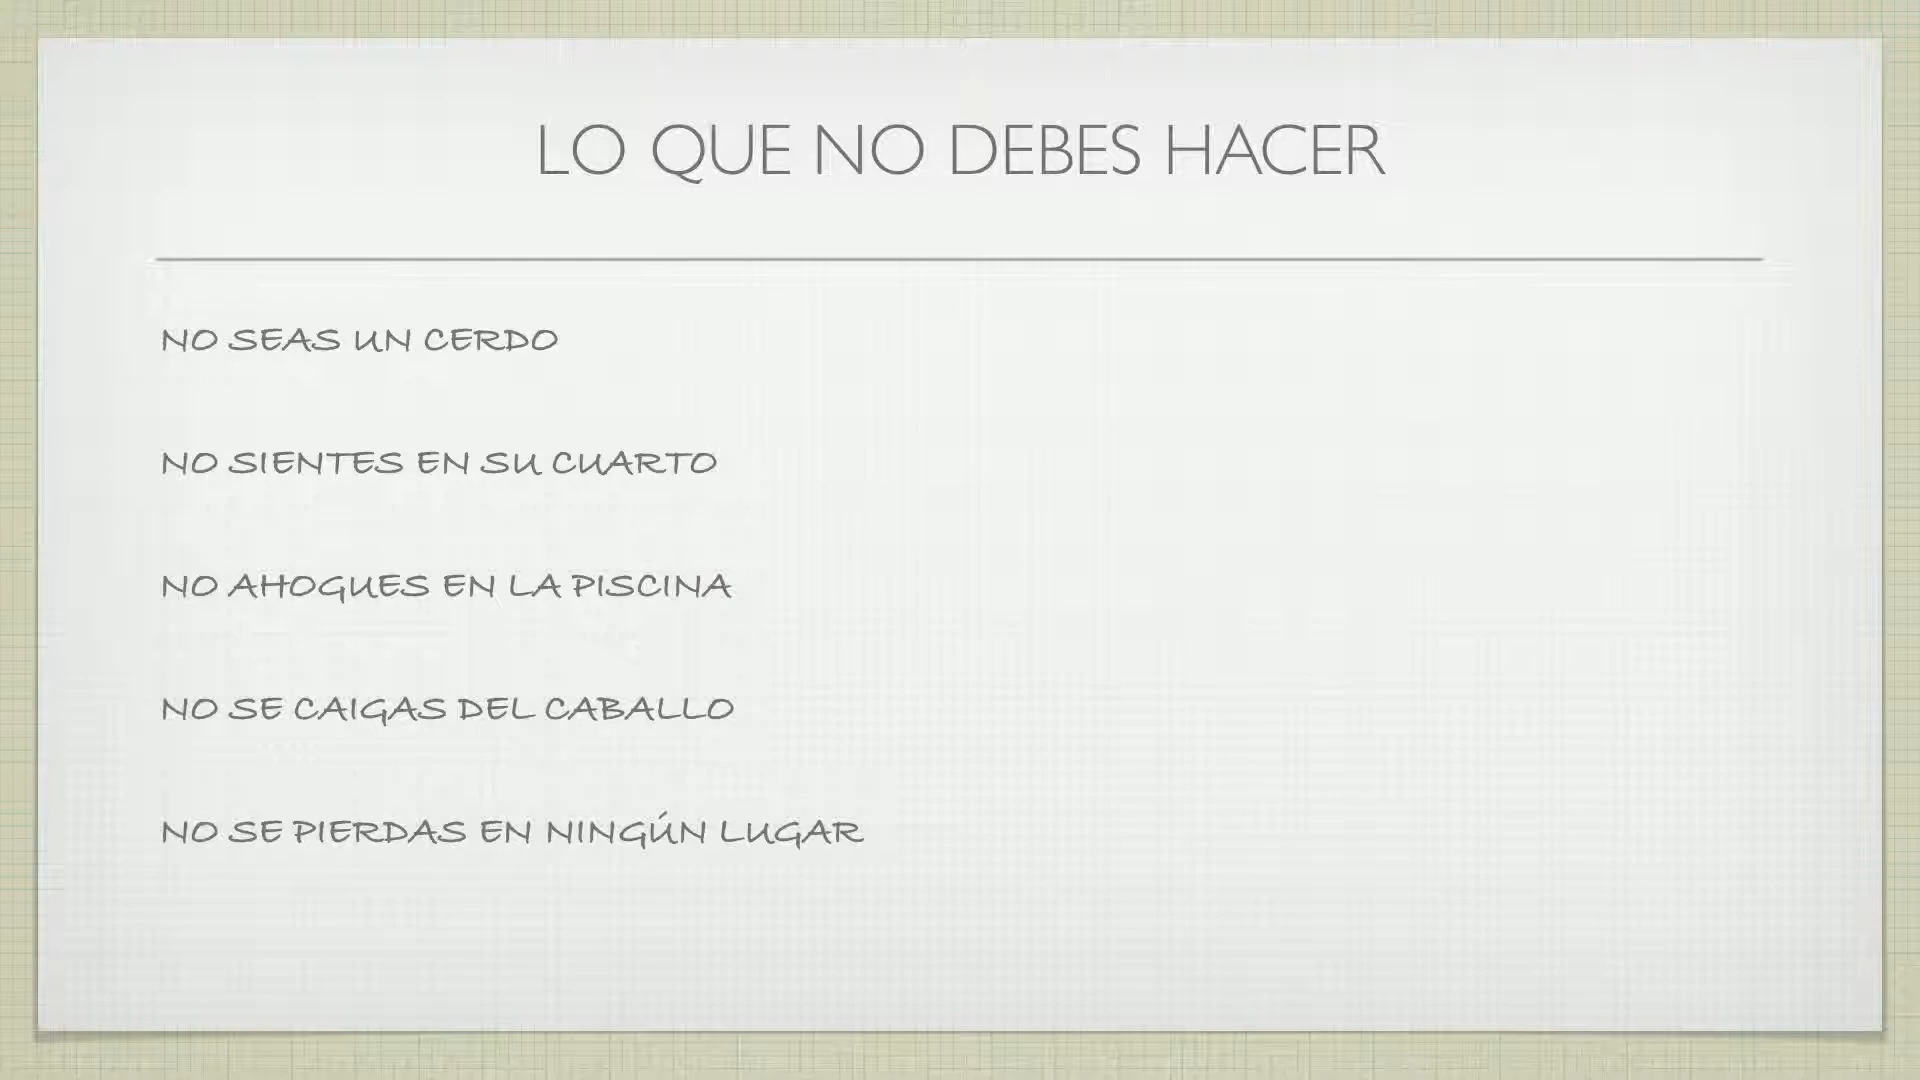 LO QUE NO DEBES HACER
NO SEAS UN CERDO
NO SIENTES EN SU CUARTO
NO AHOGUES EN LA PISCINA
NO SE CAIGAS DEL CABALLO
NO SE PIERDAS EN NINGÚN LUGAR